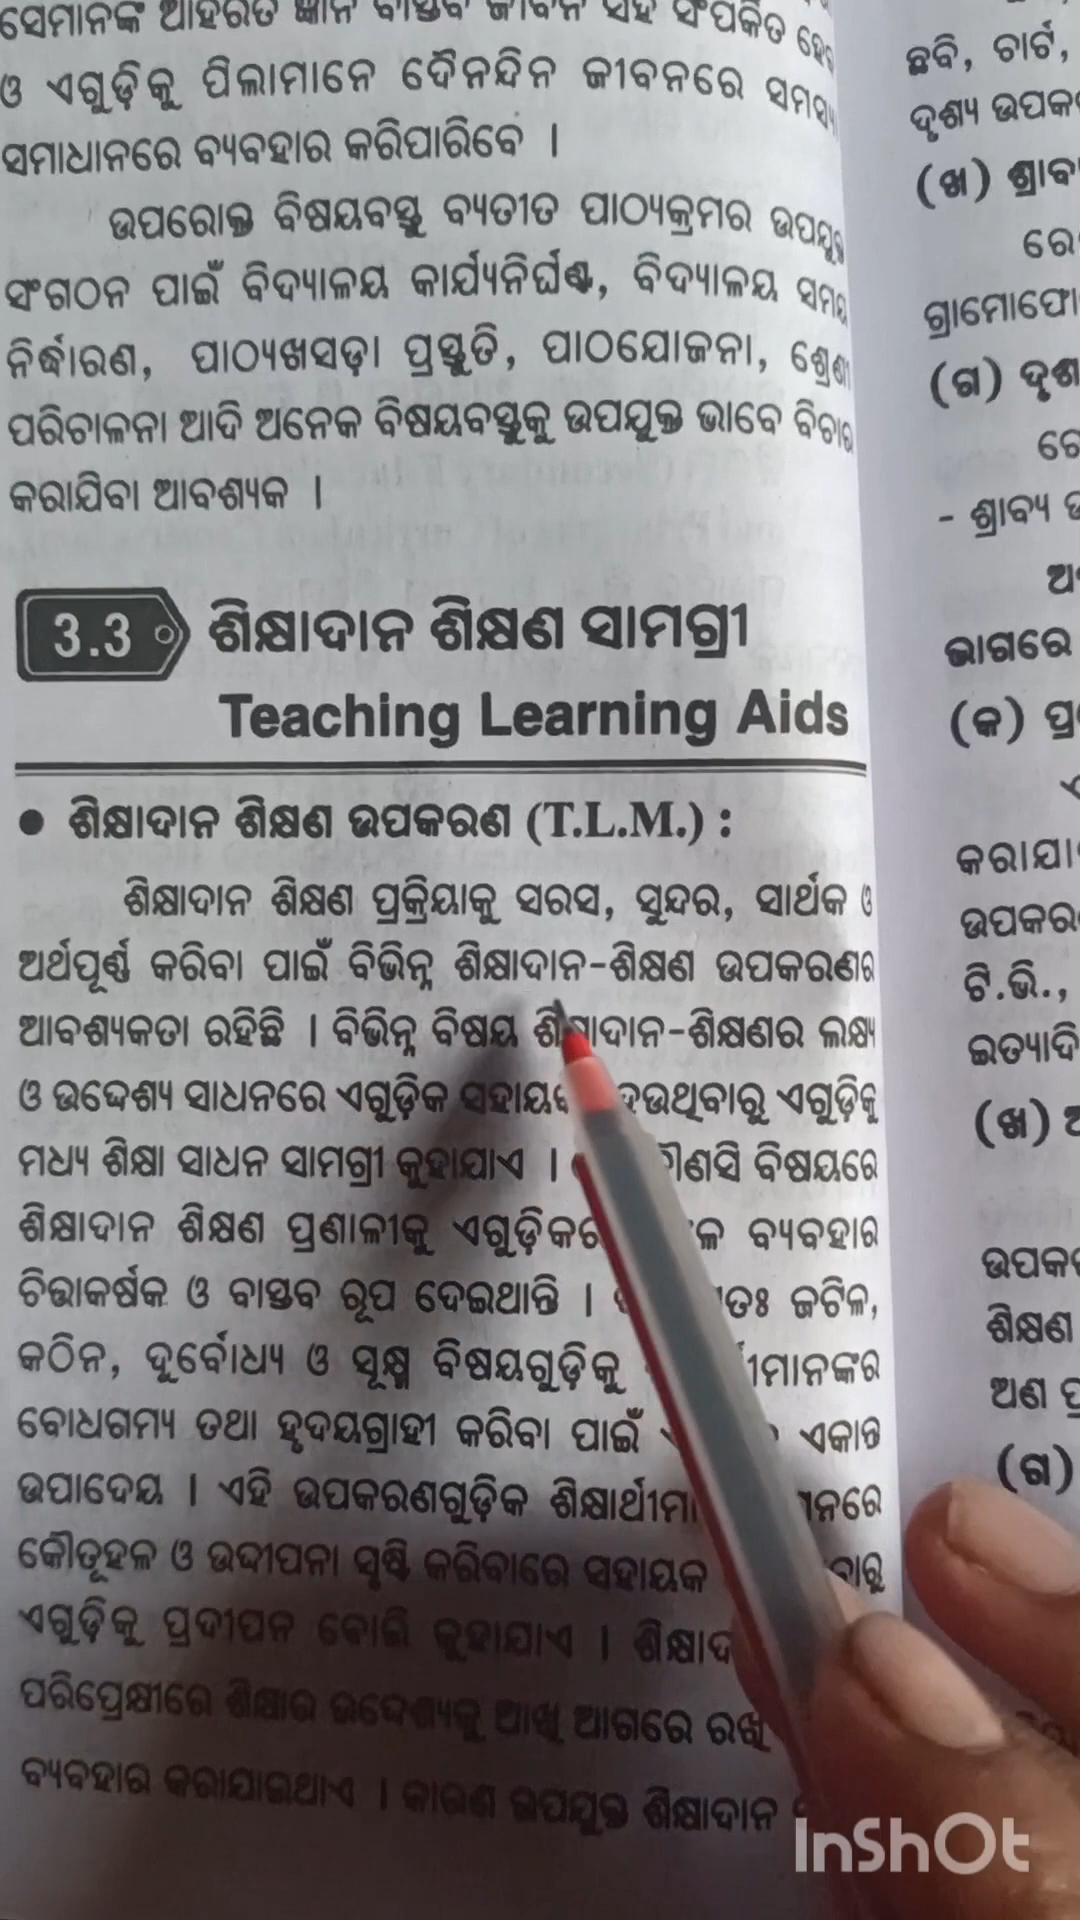 ସେମାନଙ୍କ ଆହରିତ ଜ୍ଞାନ ବାସ୍ତବ ଜୀବନ ସହ ସଂପର୍କିତ ହେବ
ଓ ଏଗୁଡ଼ିକୁ ପିଲାମାନେ ଦୈନନ୍ଦିନ ଜୀବନରେ ସମସ୍ୟା
ସମାଧାନରେ ବ୍ୟବହାର କରିପାରିବେ ।
ଉପରୋକ୍ତ ବିଷୟବସ୍ତୁ ବ୍ୟତୀତ ପାଠ୍ୟକ୍ରମର ଉପଯୁକ୍ତ
ସଂଗଠନ ପାଇଁ ବିଦ୍ୟାଳୟ କାର୍ଯ୍ୟନିର୍ଘଣ୍ଟ, ବିଦ୍ୟାଳୟ ସମୟ
ନିର୍ଦ୍ଧାରଣ, ପାଠ୍ୟଖସଡ଼ା ପ୍ରସ୍ତୁତି, ପାଠଯୋଜନା, ଶ୍ରେଣୀ
ପରିଚାଳନା ଆଦି ଅନେକ ବିଷୟବସ୍ତୁକୁ ଉପଯୁକ୍ତ ଭାବେ ବିଚାର
କରାଯିବା ଆବଶ୍ୟକ ।
3.3 ଶିକ୍ଷାଦାନ ଶିକ୍ଷଣ ସାମଗ୍ରୀ
Teaching Learning Aids
• ଶିକ୍ଷାଦାନ ଶିକ୍ଷଣ ଉପକରଣ (T.L.M.) :
ଶିକ୍ଷାଦାନ ଶିକ୍ଷଣ ପ୍ରକ୍ରିୟାକୁ ସରସ, ସୁନ୍ଦର, ସାର୍ଥକ ଓ
ଅର୍ଥପୂର୍ଣ୍ଣ କରିବା ପାଇଁ ବିଭିନ୍ନ ଶିକ୍ଷାଦାନ-ଶିକ୍ଷଣ ଉପକରଣର
ଆବଶ୍ୟକତା ରହିଛି । ବିଭିନ୍ନ ବିଷୟ ଶିକ୍ଷାଦାନ-ଶିକ୍ଷଣର ଲକ୍ଷ୍ୟ
ଓ ଉଦ୍ଦେଶ୍ୟ ସାଧନରେ ଏଗୁଡ଼ିକ ସହାୟକ ହେଉଥିବାରୁ ଏଗୁଡ଼ିକୁ
ମଧ୍ୟ ଶିକ୍ଷା ସାଧନ ସାମଗ୍ରୀ କୁହାଯାଏ । ବିଷୟରେ
ଶିକ୍ଷାଦାନ ଶିକ୍ଷଣ ପ୍ରଣାଳୀକୁ ବ୍ୟବହାର
ଚିତ୍ତାକର୍ଷକ ଓ ବାସ୍ତବ ରୂପ ଦେଇଥାନ୍ତି । ଜଟିଳ,
କଠିନ, ଦୁର୍ବୋଧ୍ୟ ଓ ସୂକ୍ଷ୍ମ ବିଷୟଗୁଡ଼ିକୁ
ବୋଧଗମ୍ୟ ତଥା ହୃଦୟଗ୍ରାହୀ କରିବା ପାଇଁ ଏକାନ୍ତ
ଉପାଦେୟ । ଏହି ଉପକରଣଗୁଡ଼ିକ
କୌତୂହଳ ଓ ଉଦ୍ଦୀପନା ସୃଷ୍ଟି କରିବାରେ ସହାୟକ
ଏଗୁଡ଼ିକୁ ପ୍ରଦୀପନ ବୋଲି କୁହାଯାଏ ।
ପରିପ୍ରେକ୍ଷୀରେ ଶିକ୍ଷାର ଉଦ୍ଦେଶ୍ୟକୁ ଆଖି ଆଗରେ ରଖି
ବ୍ୟବହାର କରାଯାଇଥାଏ । କାରଣ ଉପଯୁକ୍ତ ଶିକ୍ଷାଦାନ
ଛବି, ଚାର୍ଟ,
ଦୃଶ୍ୟ
(ଖ)
(ଗ)
- ଶ୍ରାବ୍ୟ
ଭାଗରେ
(କ)
ଟି.ଭି.,
ଇତ୍ୟାଦି
(ଖ)
ଶିକ୍ଷଣ
(ଗ)
InShOt